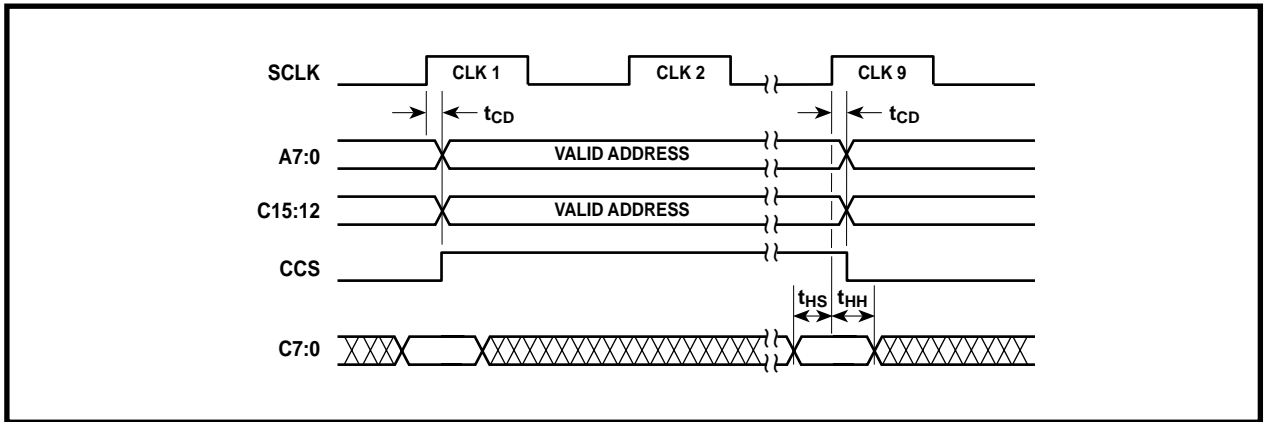 SCLK CLK 1 CLK 2 CLK 9
tCD tCD
A7:0 VALID ADDRESS
C15:12 VALID ADDRESS
CCS
tHS tHH
C7:0